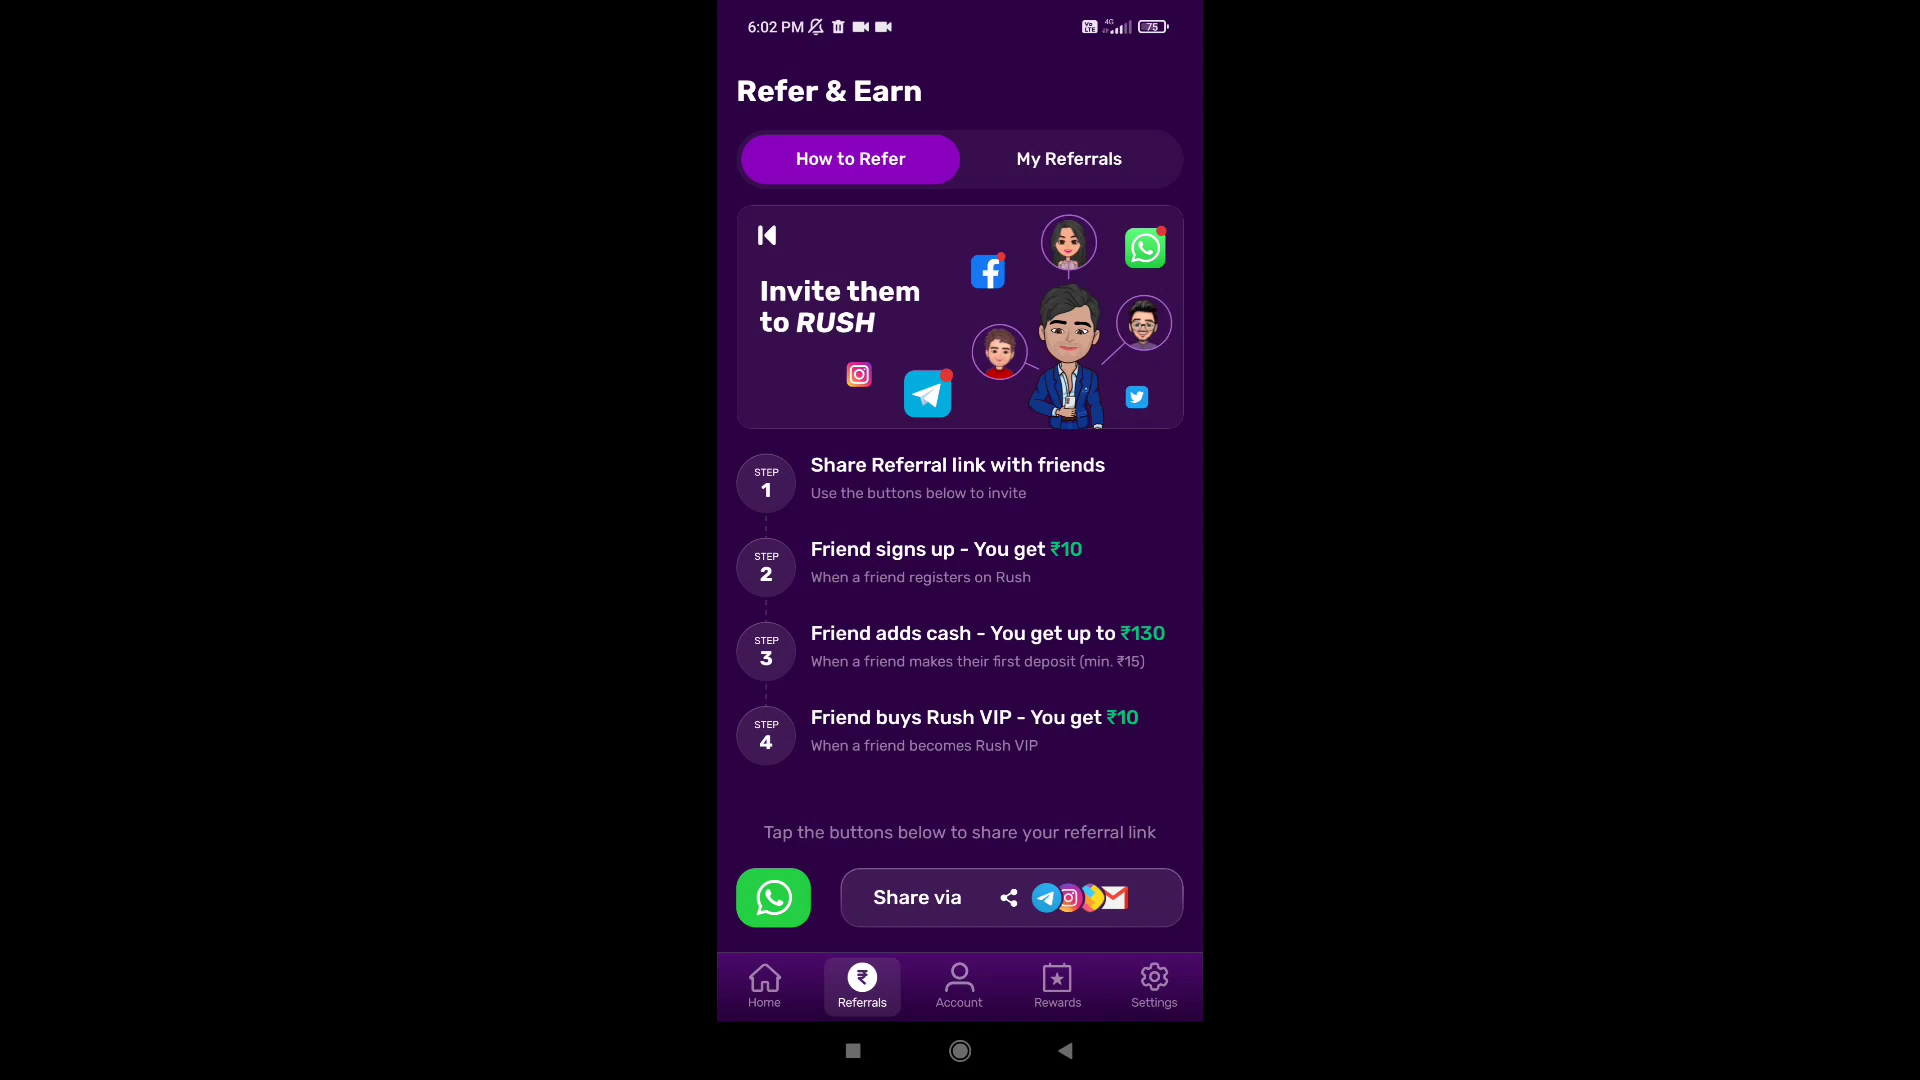 6:02 PM
Vo
LTE
4G
75
Refer & Earn
How to Refer
My Referrals
Invite them
to RUSH
STEP
1
Share Referral link with friends
Use the buttons below to invite
STEP
2
Friend signs up - You get ₹10
When a friend registers on Rush
STEP
3
Friend adds cash - You get up to ₹130
When a friend makes their first deposit (min. ₹15)
STEP
4
Friend buys Rush VIP - You get ₹10
When a friend becomes Rush VIP
Tap the buttons below to share your referral link
Share via
Home
Referrals
Account
Rewards
Settings